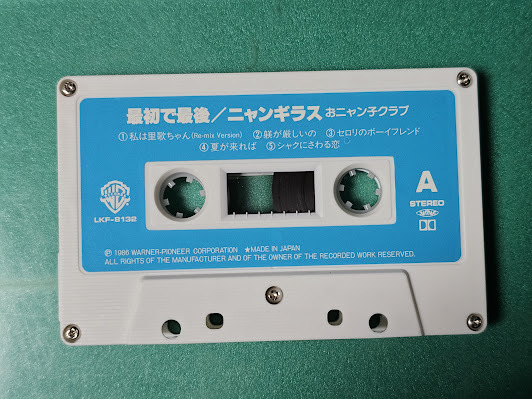 最初で最後/ニャンギラス おニャン子クラブ
①私は里歌ちゃん(Re-mix Version) ②躾が厳しいの ③セロリのボーイフレンド
④夏が来れば ⑤シャクにさわる恋
LKF-8132
A
STEREO
Ⓟ 1986 WARNER-PIONEER CORPORATION ★MADE IN JAPAN
ALL RIGHTS OF THE MANUFACTURER AND OF THE OWNER OF THE RECORDED WORK RESERVED.